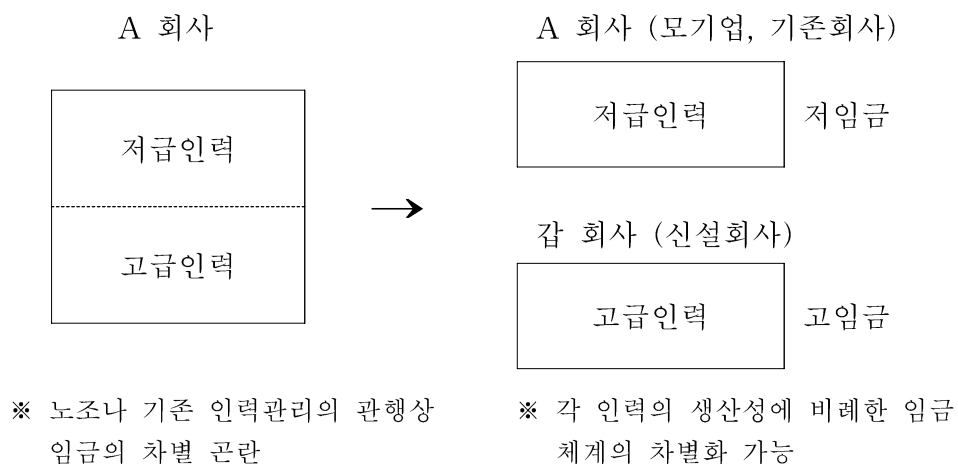 A 회사
저급인력
고급인력
※ 노조나 기존 인력관리의 관행상
임금의 차별 곤란
A 회사 (모기업, 기존회사)
저급인력 저임금
갑 회사 (신설회사)
고급인력 고임금
※ 각 인력의 생산성에 비례한 임금
체계의 차별화 가능